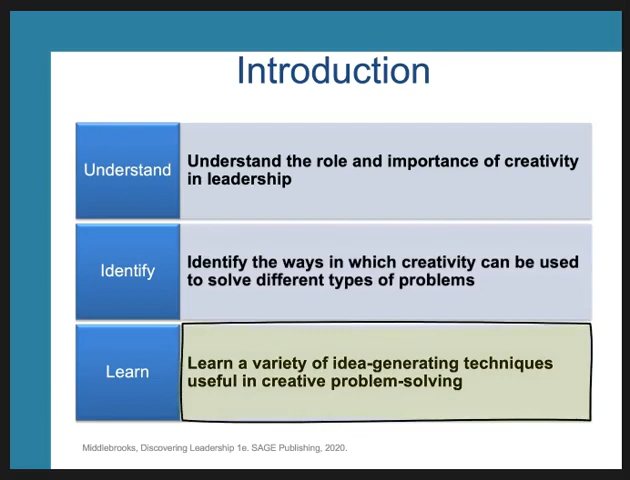 Introduction
Understand
Understand the role and importance of creativity
in leadership
Identify
Identify the ways in which creativity can be used
to solve different types of problems
Learn
Learn a variety of idea-generating techniques
useful in creative problem-solving
Middlebrooks, Discovering Leadership 1e. SAGE Publishing, 2020.